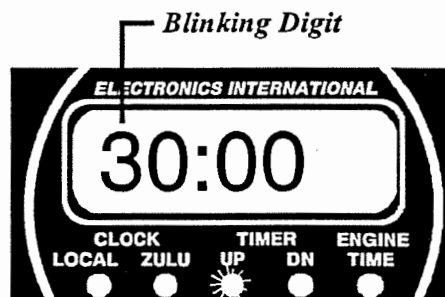 Blinking Digit
ELECTRONICS INTERNATIONAL
30:00
CLOCK TIMER ENGINE
LOCAL ZULU UP DN TIME